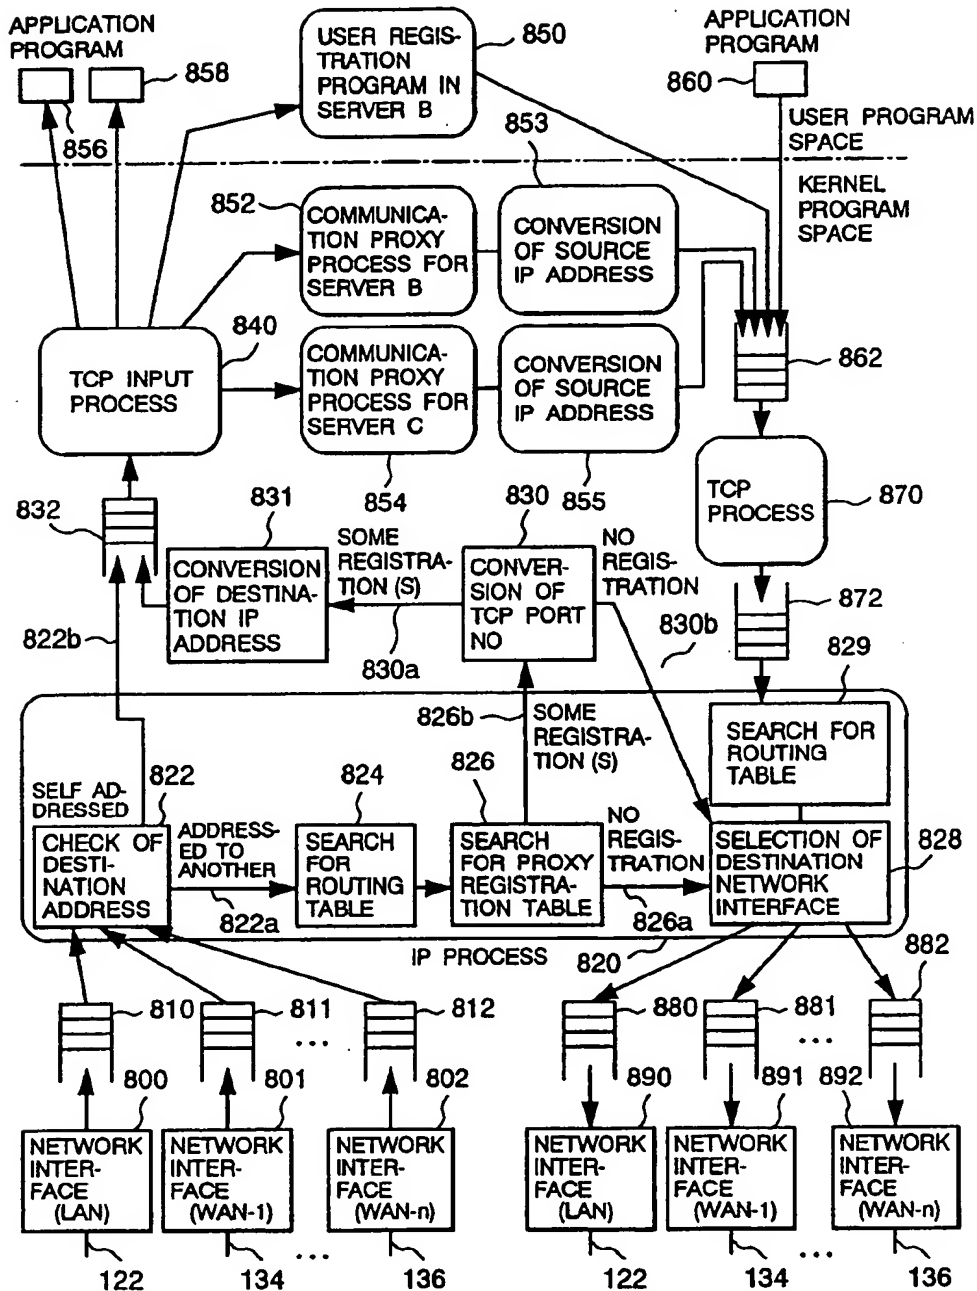 APPLICATION
PROGRAM
858
856
USER REGIS-
TRATION
PROGRAM IN
SERVER B
850
APPLICATION
PROGRAM
860
USER PROGRAM
SPACE
KERNEL
PROGRAM
SPACE
852
COMMUNICA-
TION PROXY
PROCESS FOR
SERVER B
853
CONVERSION
OF SOURCE
IP ADDRESS
840
TCP INPUT
PROCESS
COMMUNICA-
TION PROXY
PROCESS FOR
SERVER C
854
CONVERSION
OF SOURCE
IP ADDRESS
855
862
TCP
PROCESS
870
832
831
CONVERSION
OF DESTINA-
TION IP
ADDRESS
SOME
REGISTRA-
TION (S)
830a
830
CONVER-
SION OF
TCP PORT
NO
NO
REGIS-
TRATION
830b
872
822b
829
SEARCH FOR
ROUTING
TABLE
826b
SOME
REGISTRA-
TION (S)
SELF AD-
DRESSED
822
CHECK OF
DESTI-
NATION
ADDRESS
ADDRESS-
ED TO
ANOTHER
822a
824
SEARCH
FOR
ROUTING
TABLE
826
SEARCH
FOR PROXY
REGISTRA-
TION TABLE
NO
REGIS-
TRATION
826a
SELECTION OF
DESTINATION
NETWORK
INTERFACE
828
IP PROCESS
820
810
811
...
812
880
881
...
882
800
NETWORK
INTER-
FACE
(LAN)
801
NETWORK
INTER-
FACE
(WAN-1)
802
NETWORK
INTER-
FACE
(WAN-n)
890
NETWORK
INTER-
FACE
(LAN)
891
NETWORK
INTER-
FACE
(WAN-1)
892
NETWORK
INTER-
FACE
(WAN-n)
122
134
...
136
122
134
...
136